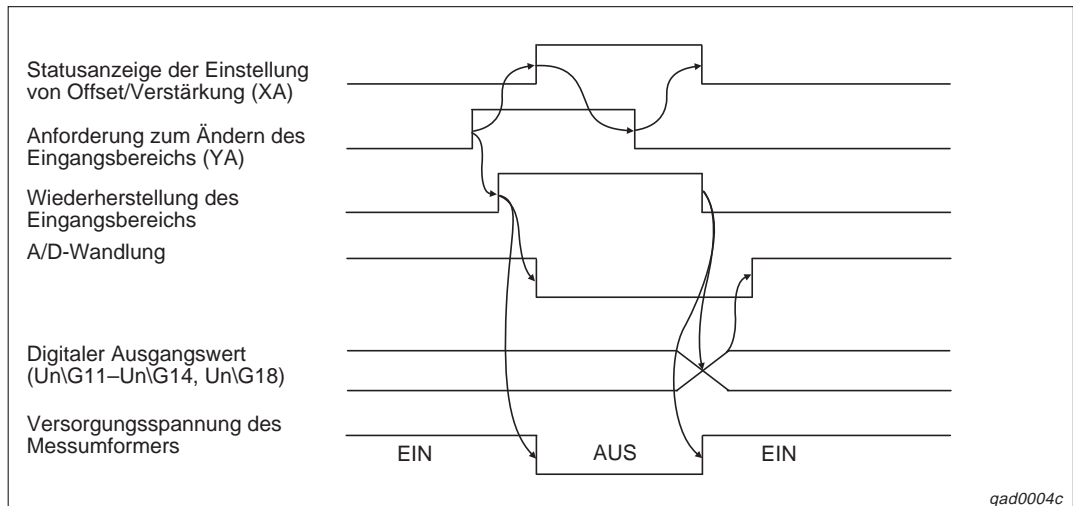 Statusanzeige der Einstellung
von Offset/Verstärkung (XA)
Anforderung zum Ändern des
Eingangsbereichs (YA)
Wiederherstellung des
Eingangsbereichs
A/D-Wandlung
Digitaler Ausgangswert
(Un\G11–Un\G14, Un\G18)
Versorgungsspannung des
Messumformers
EIN AUS EIN
qad0004c